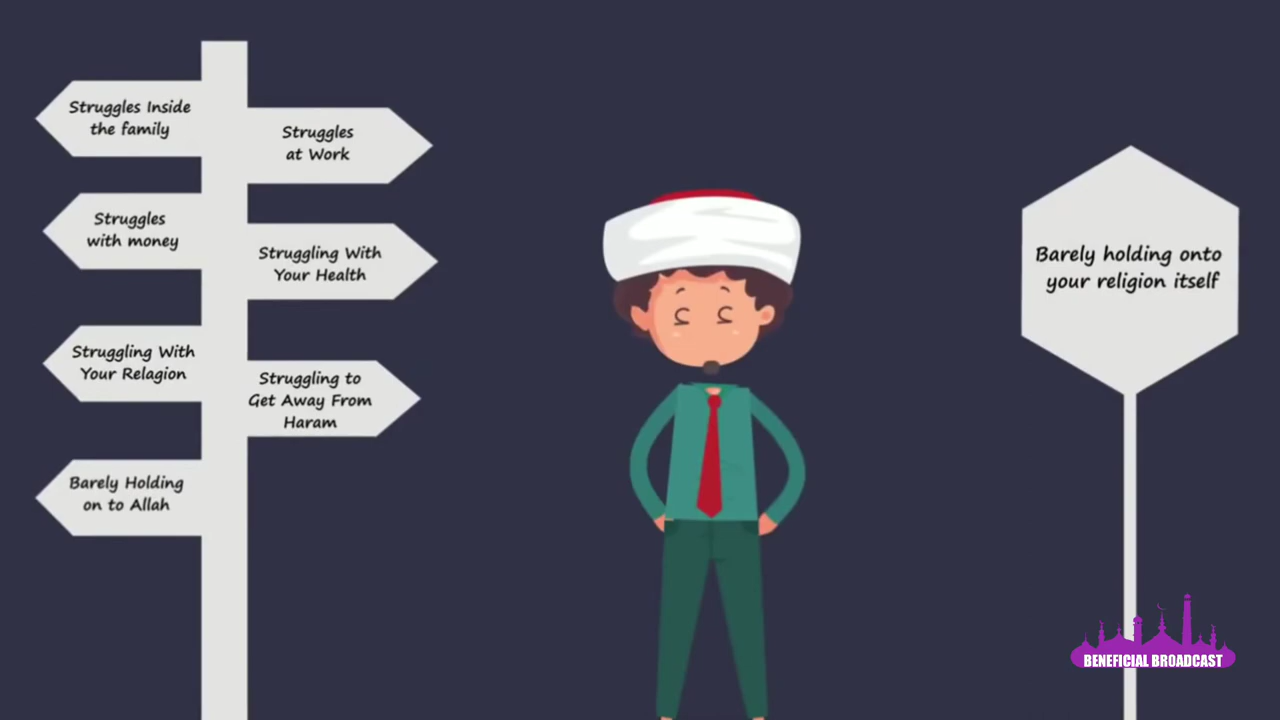 Struggles Inside
the family
Struggles
at Work
Struggles
with money
Struggling With
Your Health
Struggling With
Your Relagion
Struggling to
Get Away From
Haram
Barely Holding
on to Allah
Barely holding onto
your religion itself
BENEFICIAL BROADCAST